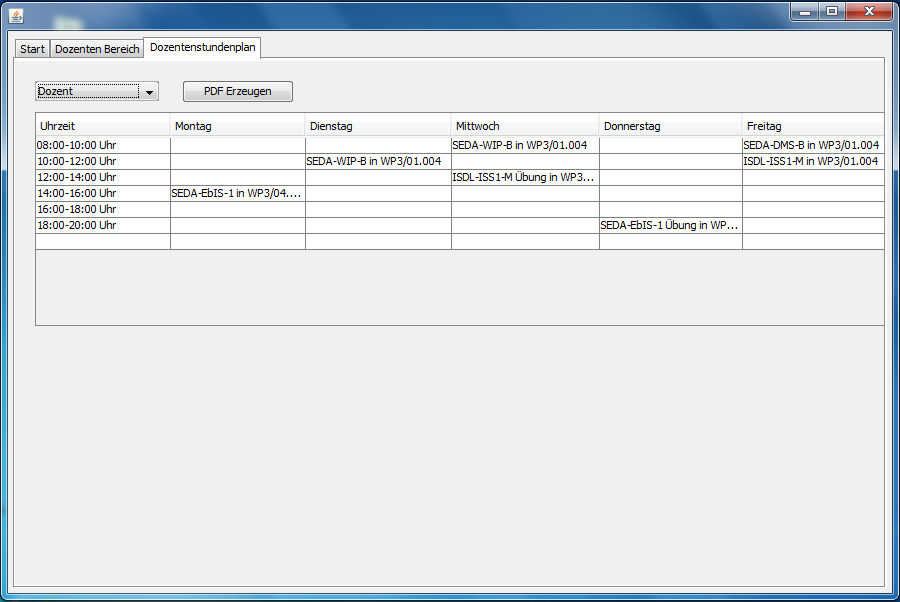 Start Dozenten Bereich Dozentenstundenplan
Dozent PDF Erzeugen
Uhrzeit Montag Dienstag Mittwoch Donnerstag Freitag
08:00-10:00 Uhr SEDA-WIP-B in WP3/01.004 SEDA-DMS-B in WP3/01.004
10:00-12:00 Uhr SEDA-WIP-B in WP3/01.004 ISDL-ISS1-M in WP3/01.004
12:00-14:00 Uhr ISDL-ISS1-M Übung in WP3...
14:00-16:00 Uhr SEDA-EbIS-1 in WP3/04....
16:00-18:00 Uhr
18:00-20:00 Uhr SEDA-EbIS-1 Übung in WP...